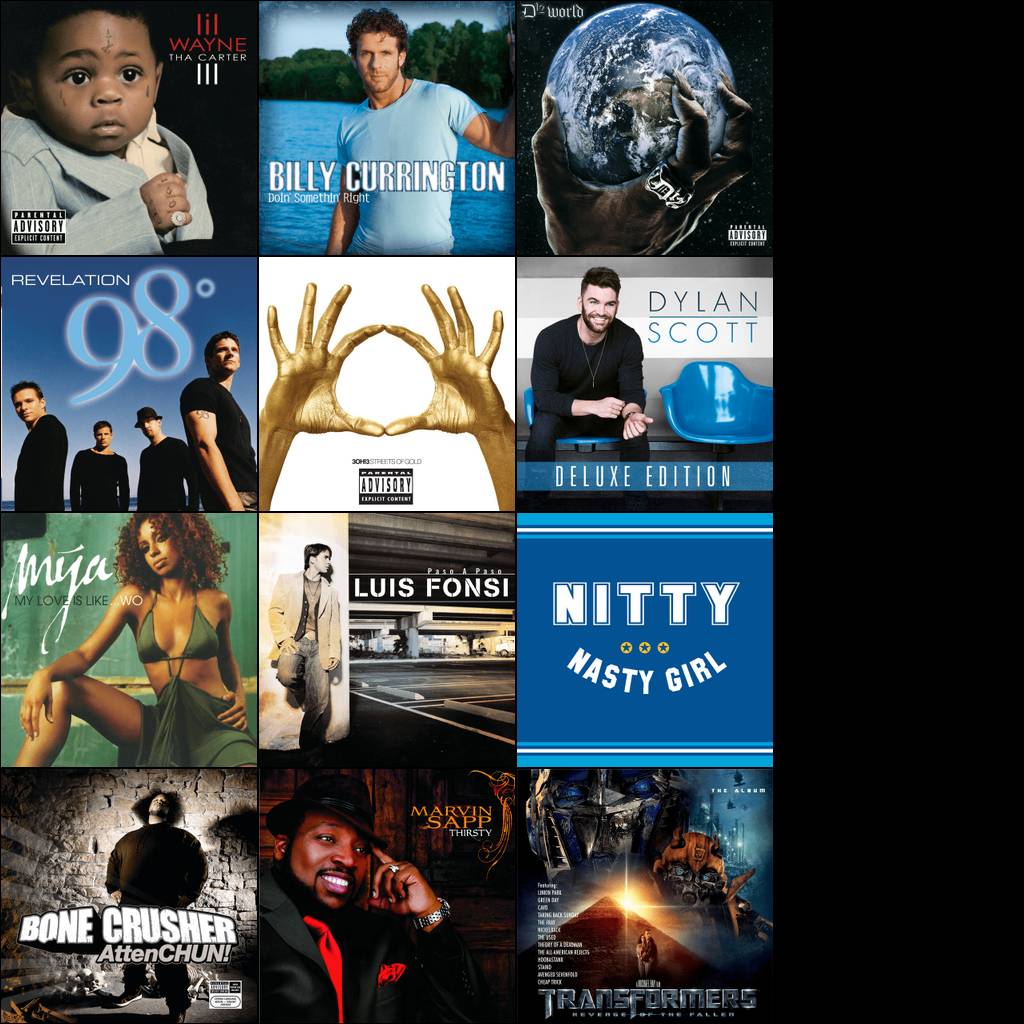 lil
WAYNE
THA CARTER
III
PARENTAL
ADVISORY
EXPLICIT CONTENT
BILLY CURRINGTON
Doin' Somethin' Right
D12 world
PARENTAL
ADVISORY
EXPLICIT CONTENT
REVELATION
98°
3OH!3 STREETS OF GOLD
PARENTAL
ADVISORY
EXPLICIT CONTENT
DYLAN
SCOTT
DELUXE EDITION
Mýa
MY LOVE IS LIKE...WO
Paso A Paso
LUIS FONSI
NITTY
NASTY GIRL
BONE CRUSHER
AttenCHUN!
MARVIN
SAPP
THIRSTY
THE ALBUM
Featuring:
LINKIN PARK
GREEN DAY
CAVO
TAKING BACK SUNDAY
THE FRAY
NICKELBACK
THE USED
THEORY OF A DEADMAN
THE ALL-AMERICAN REJECTS
HOOBASTANK
STAIND
AVENGED SEVENFOLD
CHEAP TRICK
TRANSFORMERS
REVENGE OF THE FALLEN